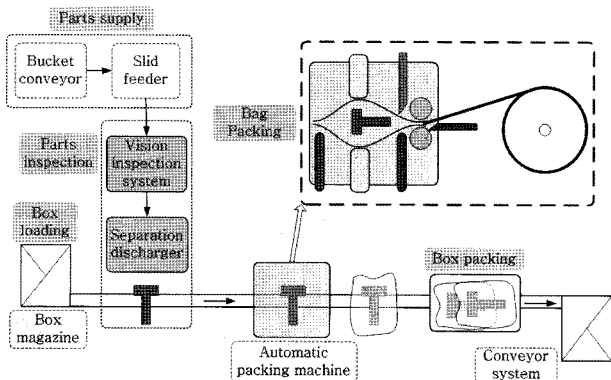 Parts supply
Bucket
conveyor
Slid
feeder
Parts
inspection
Vision
inspection
system
Separation
discharger
Box
loading
Box
magazine
Bag
Packing
Automatic
packing machine
Box packing
Conveyor
system